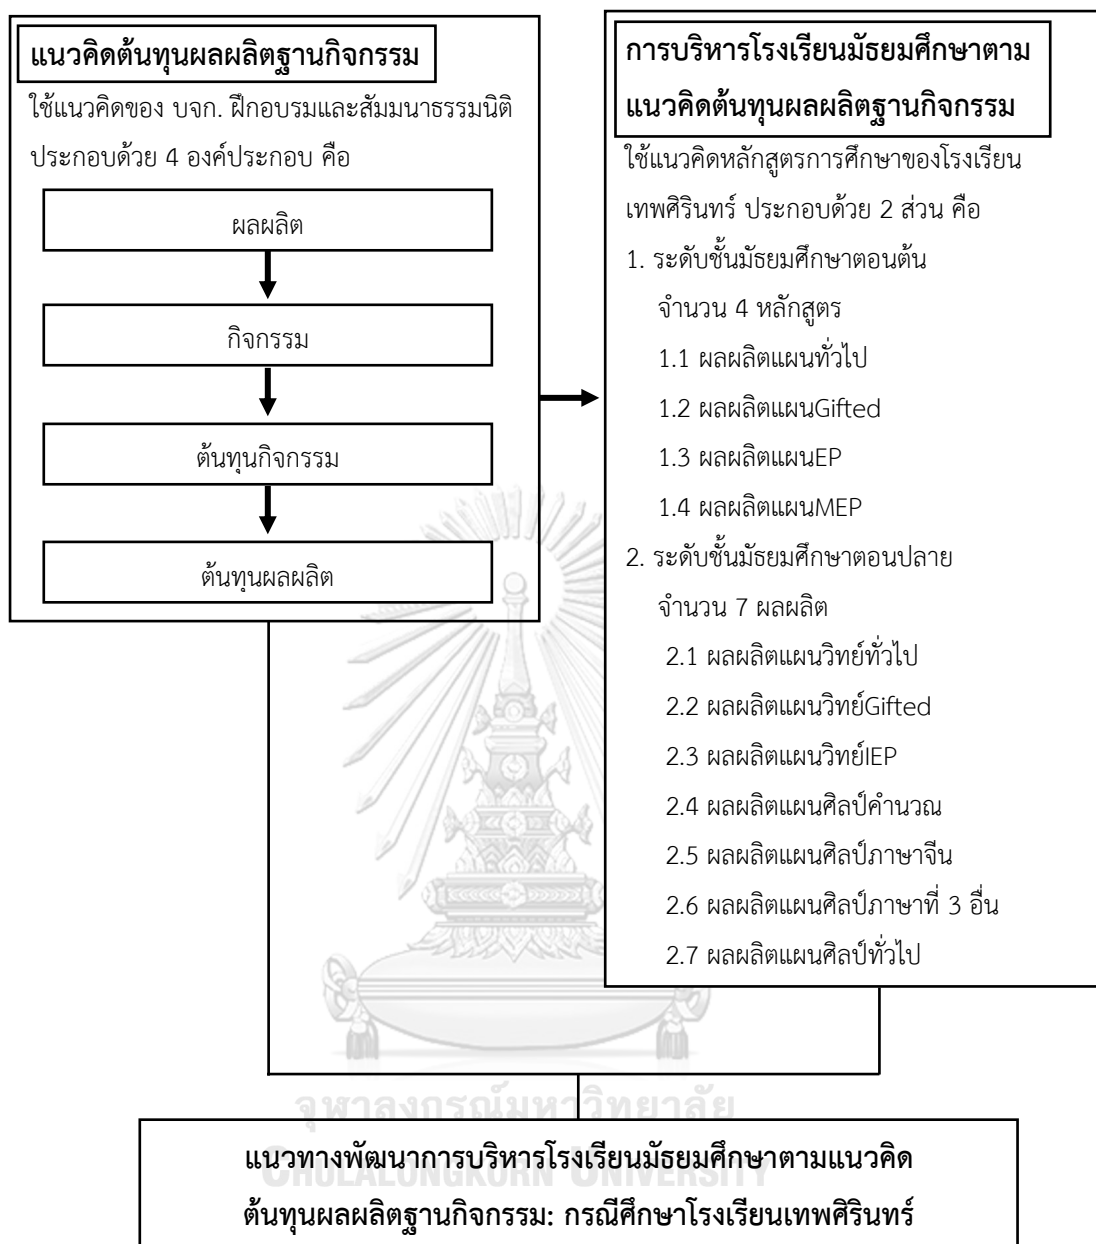 แนวคิดต้นทุนผลผลิตฐานกิจกรรม
ใช้แนวคิดของ บจก. ฝึกอบรมและสัมมนาธรรมนิติ
ประกอบด้วย 4 องค์ประกอบ คือ
ผลผลิต
กิจกรรม
ต้นทุนกิจกรรม
ต้นทุนผลผลิต
การบริหารโรงเรียนมัธยมศึกษาตาม
แนวคิดต้นทุนผลผลิตฐานกิจกรรม
ใช้แนวคิดหลักสูตรการศึกษาของโรงเรียน
เทพศิรินทร์ ประกอบด้วย 2 ส่วน คือ
1. ระดับชั้นมัธยมศึกษาตอนต้น
จำนวน 4 หลักสูตร
1.1 ผลผลิตแผนทั่วไป
1.2 ผลผลิตแผนGifted
1.3 ผลผลิตแผนEP
1.4 ผลผลิตแผนMEP
2. ระดับชั้นมัธยมศึกษาตอนปลาย
จำนวน 7 ผลผลิต
2.1 ผลผลิตแผนวิทย์ทั่วไป
2.2 ผลผลิตแผนวิทย์Gifted
2.3 ผลผลิตแผนวิทย์IEP
2.4 ผลผลิตแผนศิลป์คำนวณ
2.5 ผลผลิตแผนศิลป์ภาษาจีน
2.6 ผลผลิตแผนศิลป์ภาษาที่ 3 อื่น
2.7 ผลผลิตแผนศิลป์ทั่วไป
จุฬาลงกรณ์มหาวิทยาลัย
CHULALONGKORN UNIVERSITY
แนวทางพัฒนาการบริหารโรงเรียนมัธยมศึกษาตามแนวคิด
ต้นทุนผลผลิตฐานกิจกรรม: กรณีศึกษาโรงเรียนเทพศิรินทร์